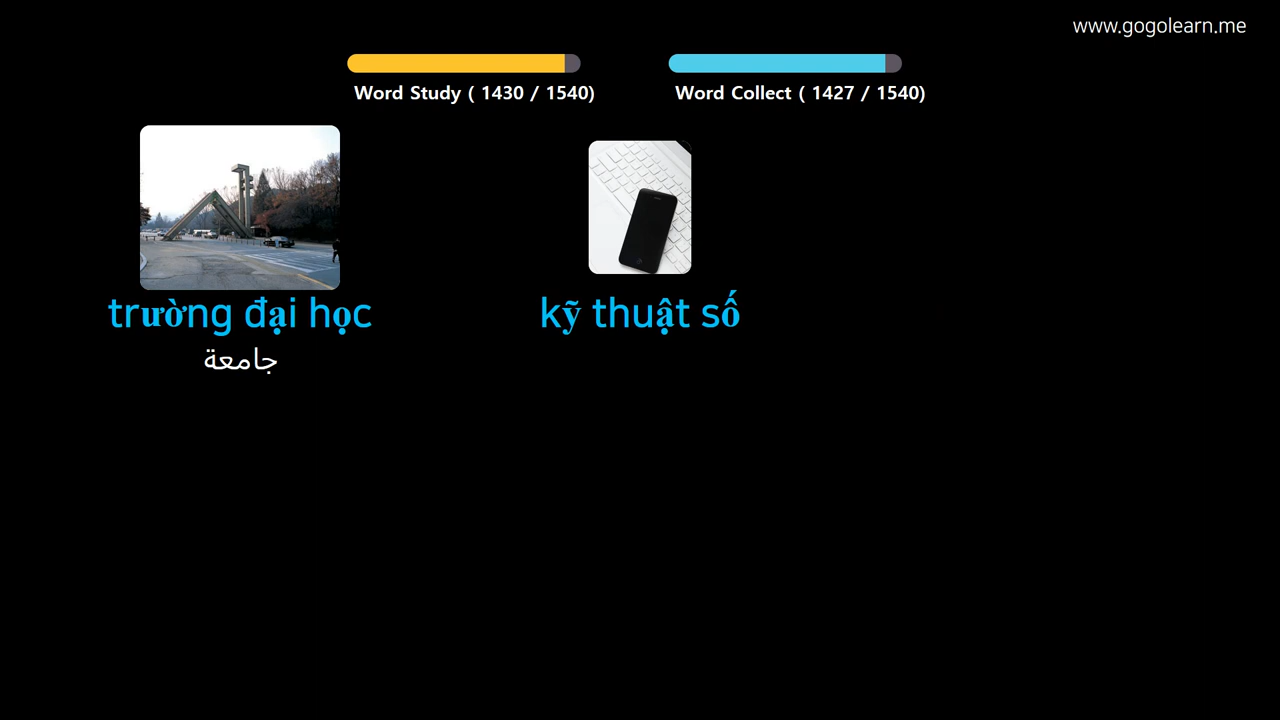 www.gogolearn.me
Word Study ( 1430 / 1540)
Word Collect ( 1427 / 1540)
trường đại học
kỹ thuật số
جامعة